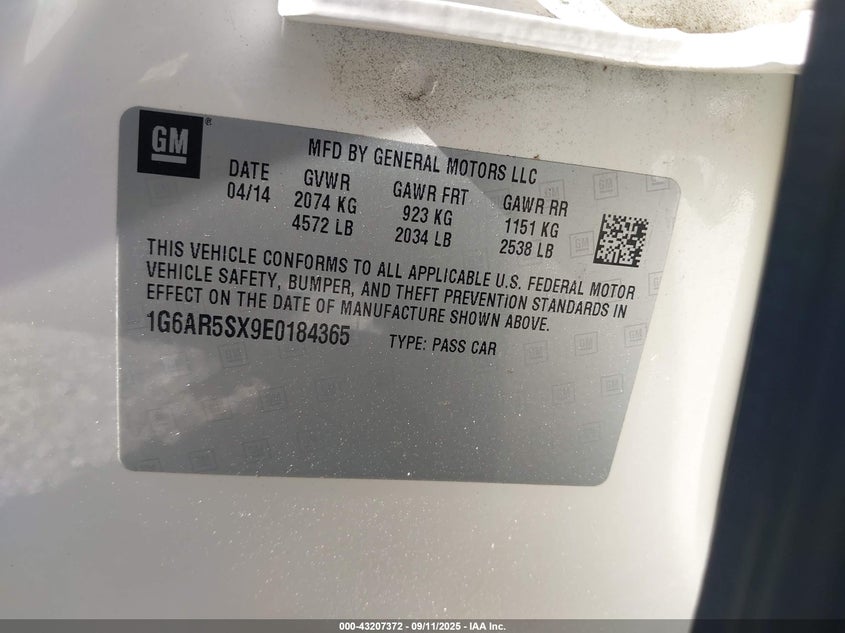 GM®
MFD BY GENERAL MOTORS LLC
DATE GVWR GAWR FRT GAWR RR
04/14 2074 KG 923 KG 1151 KG
4572 LB 2034 LB 2538 LB
THIS VEHICLE CONFORMS TO ALL APPLICABLE U.S. FEDERAL MOTOR
VEHICLE SAFETY, BUMPER, AND THEFT PREVENTION STANDARDS IN
EFFECT ON THE DATE OF MANUFACTURE SHOWN ABOVE.
1G6AR5SX9E0184365 TYPE: PASS CAR
000-43207372 - 09/11/2025 - IAA Inc.